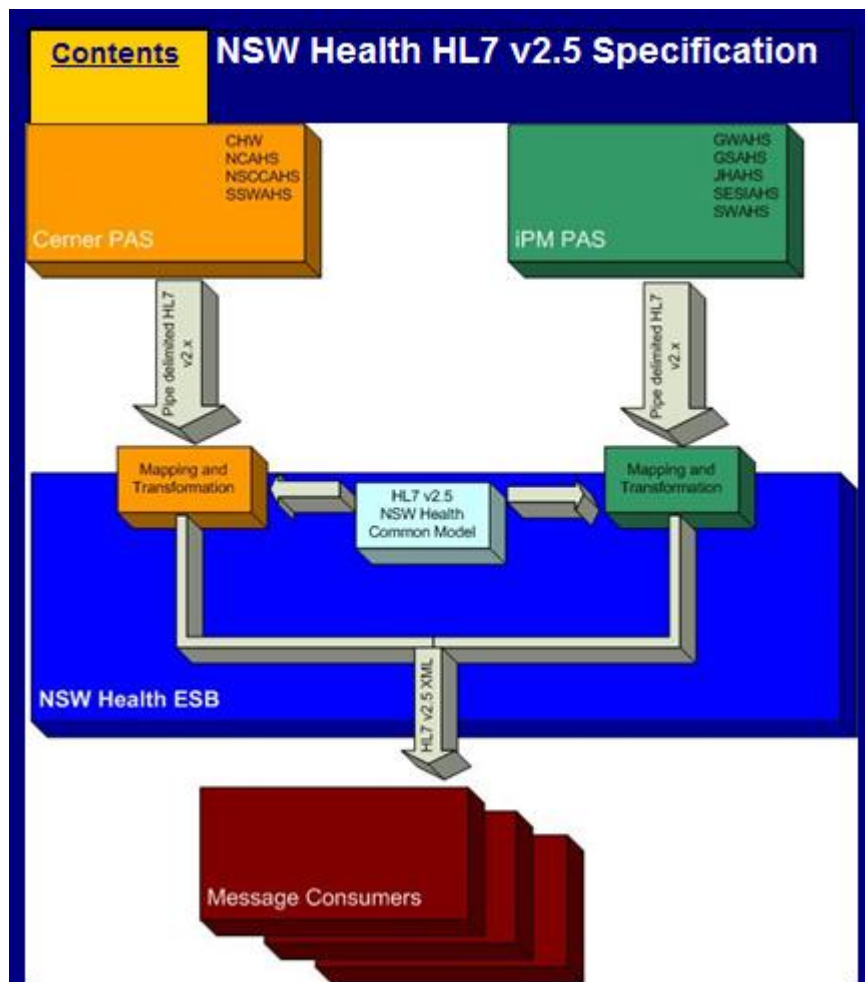 Contents
NSW Health HL7 v2.5 Specification
CHW
NCAHS
NSCCAHS
SSWAHS
Cerner PAS
GWAHS
GSAHS
JHAHS
SESIAHS
SWAHS
iPM PAS
Pipe delimited HL7
v2.x
Pipe delimited HL7
v2.x
Mapping and
Transformation
HL7 v2.5
NSW Health
Common Model
Mapping and
Transformation
NSW Health ESB
HL7 v2.5 XML
Message Consumers